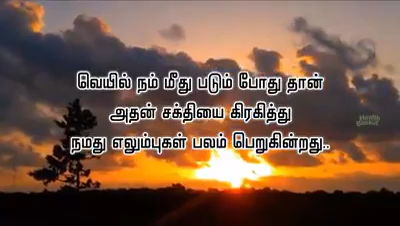 வெயில் நம் மீது படும் போது தான்
அதன் சக்தியை கிரகித்து
நமது எலும்புகள் பலம் பெறுகின்றது..